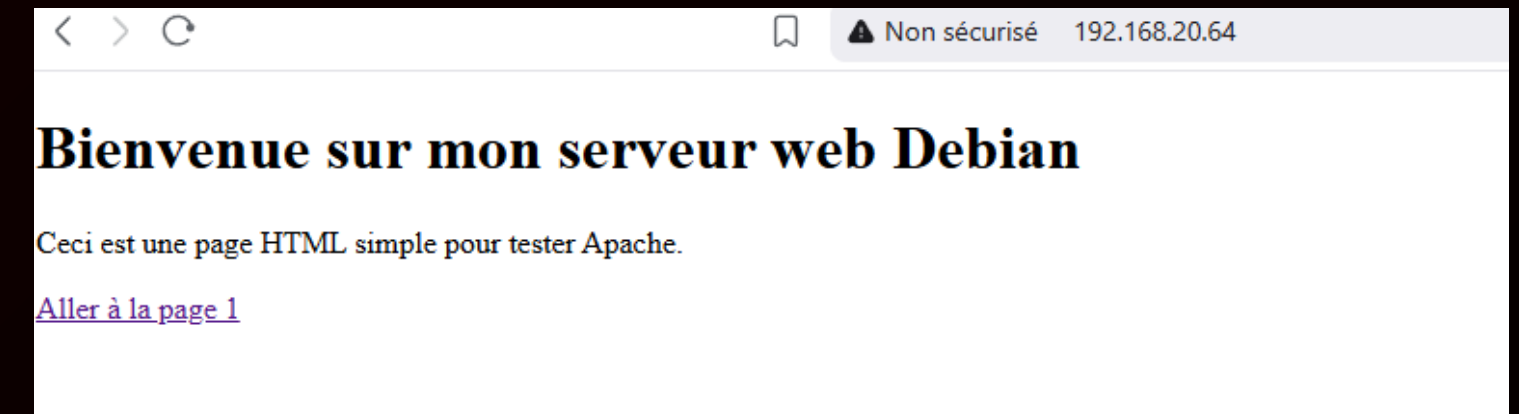 Non sécurisé 192.168.20.64
Bienvenue sur mon serveur web Debian
Ceci est une page HTML simple pour tester Apache.
Aller à la page 1